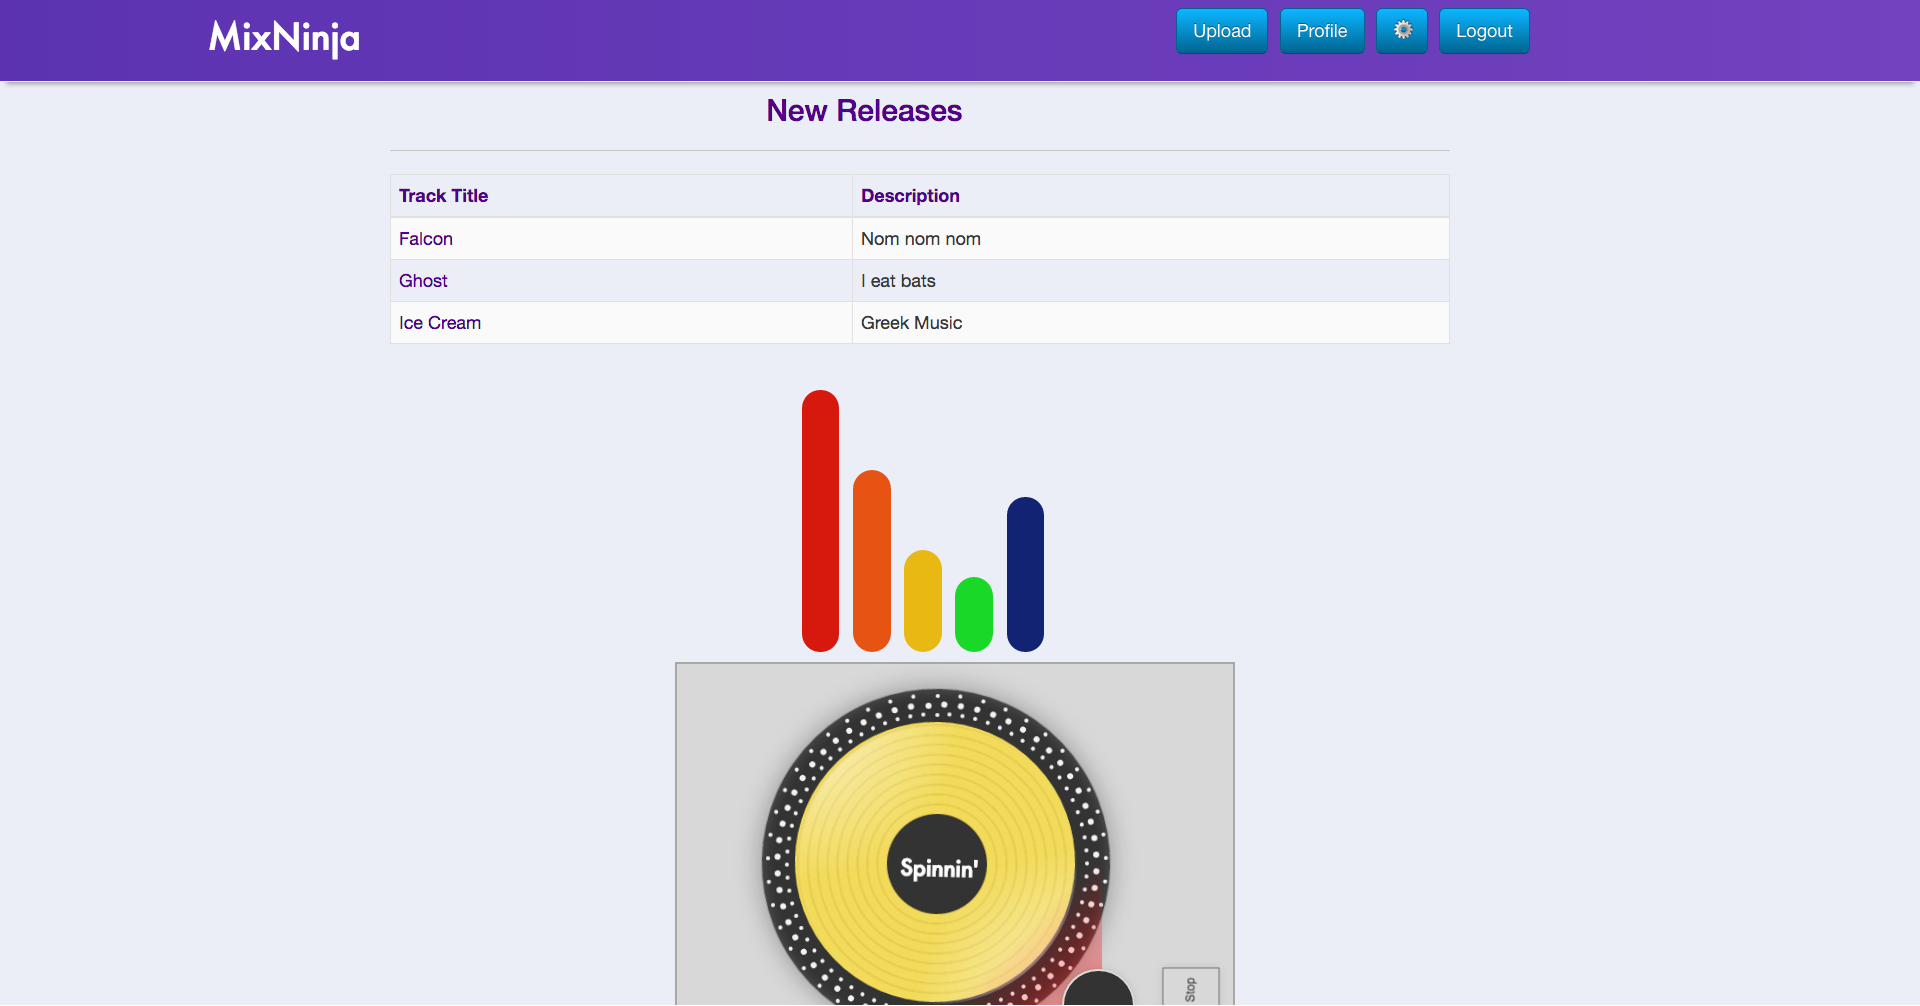 MixNinja
Upload Profile Logout
New Releases
Track Title Description
Falcon Nom nom nom
Ghost I eat bats
Ice Cream Greek Music
Spinnin'
Stop